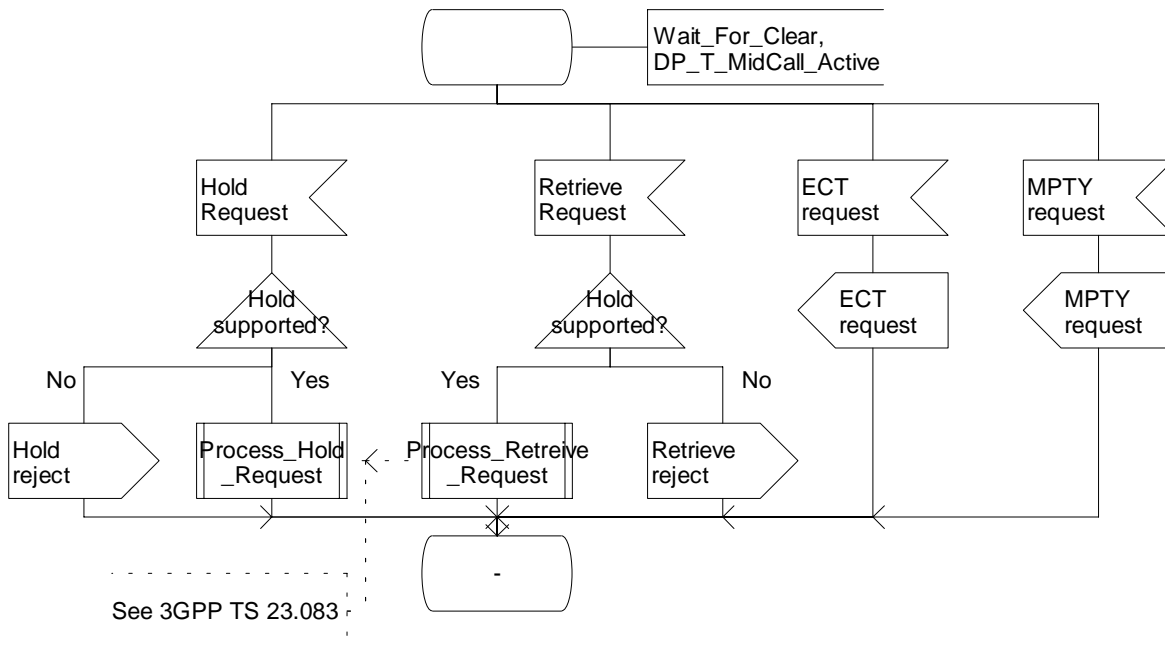 Wait_For_Clear,
DP_T_MidCall_Active
Hold
Request
Retrieve
Request
ECT
request
MPTY
request
Hold
supported?
Hold
supported?
ECT
request
MPTY
request
No
Yes
Yes
No
Hold
reject
Process_Hold
_Request
Process_Retreive
_Request
Retrieve
reject
-
See 3GPP TS 23.083